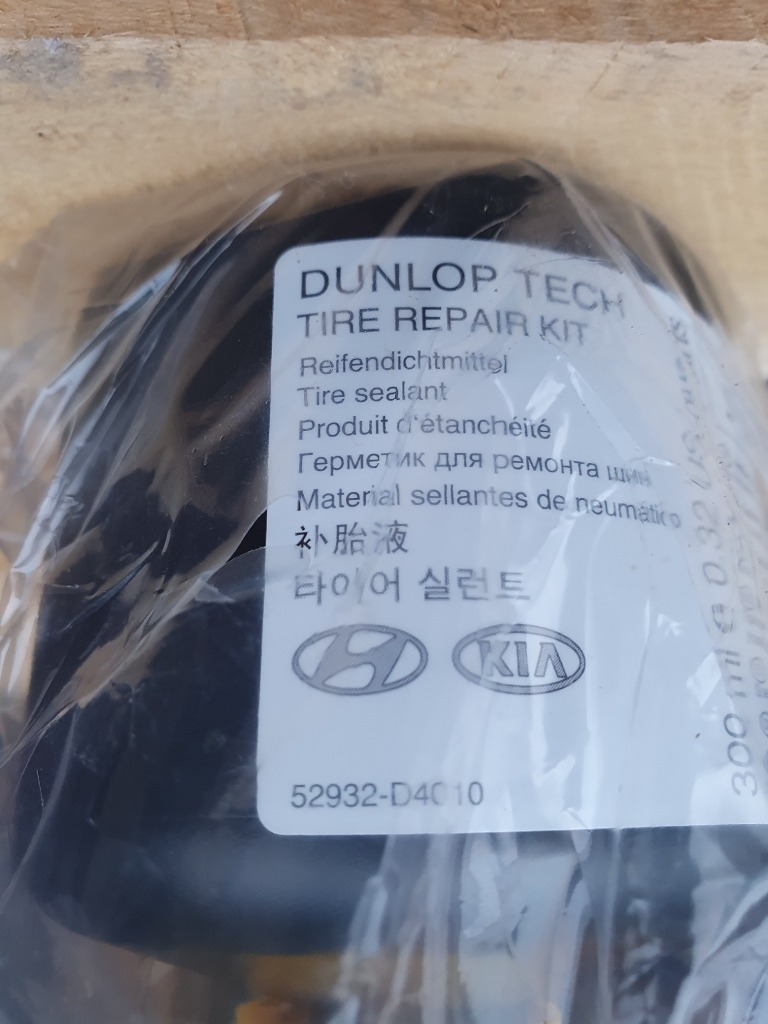 DUNLOP TECH
TIRE REPAIR KIT
Reifendichtmittel
Tire sealant
Produit d'étanchéité
Герметик для ремонта шин
Material sellantes de neumático
补胎液
타이어 실런트
KIA
52932-D4010
300 ml